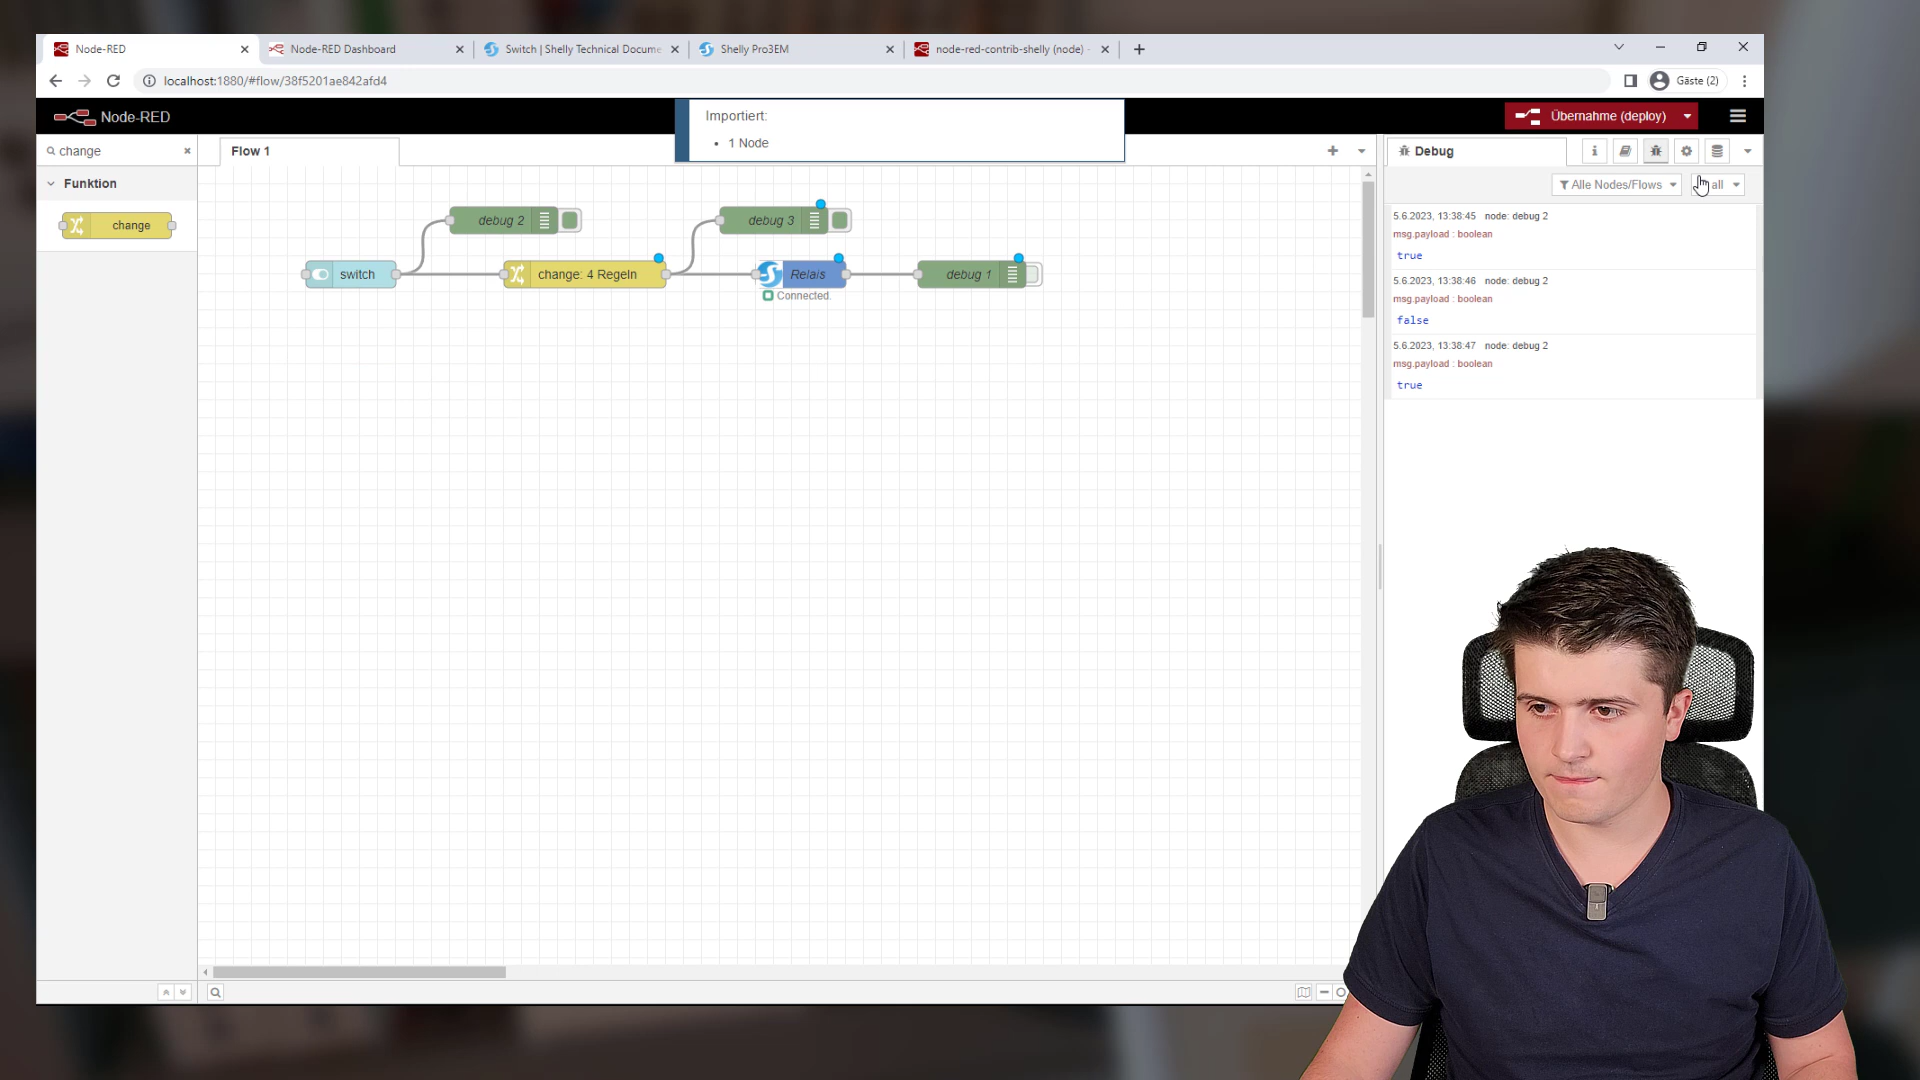 Node-RED
Node-RED Dashboard
Switch | Shelly Technical Docume
Shelly Pro3EM
node-red-contrib-shelly (node)
localhost:1880/#flow/38f5201ae842afd4
Gäste (2)
Node-RED
Importiert:
• 1 Node
Übernahme (deploy)
change
Flow 1
Debug
Funktion
Alle Nodes/Flows
all
change
debug 2
debug 3
switch
change: 4 Regeln
Relais
debug 1
Connected.
5.6.2023, 13:38:45 node: debug 2
msg.payload : boolean
true
5.6.2023, 13:38:46 node: debug 2
msg.payload : boolean
false
5.6.2023, 13:38:47 node: debug 2
msg.payload : boolean
true